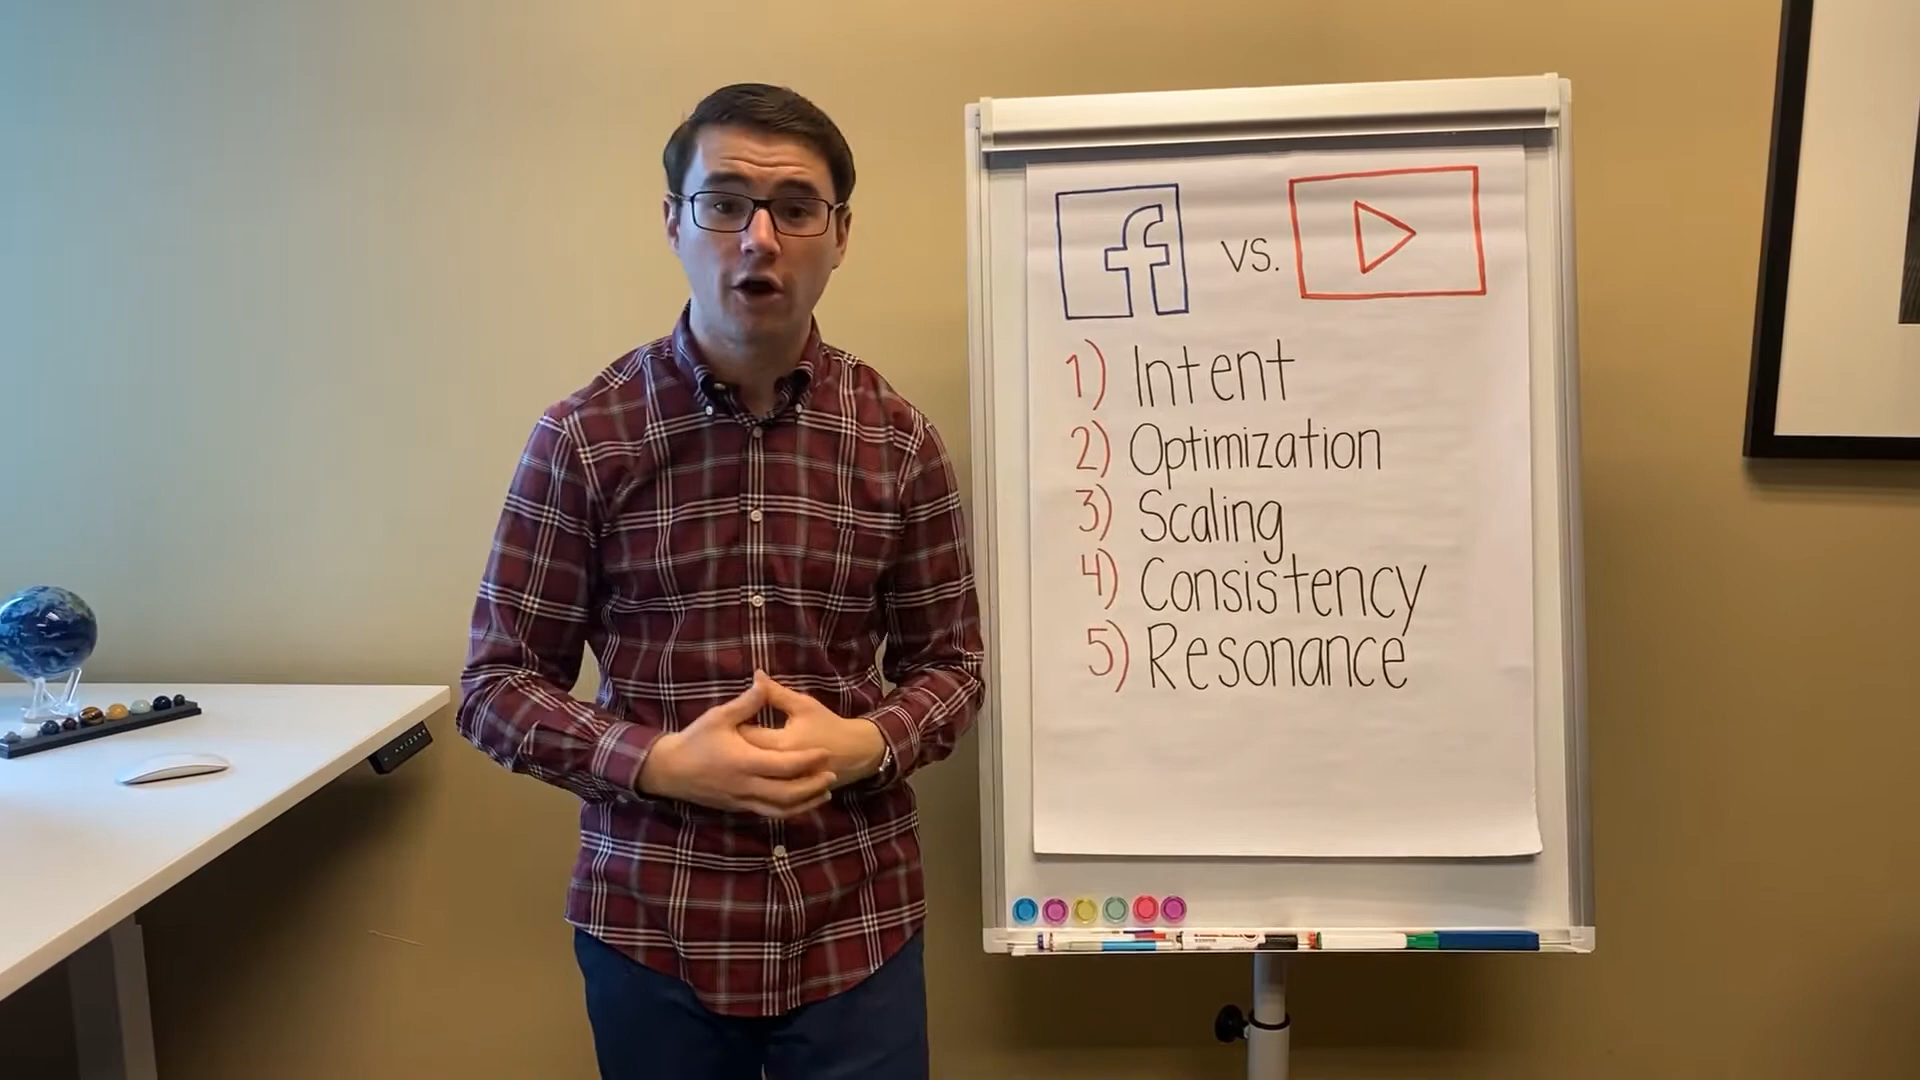 f vs.
1) Intent
2) Optimization
3) Scaling
4) Consistency
5) Resonance